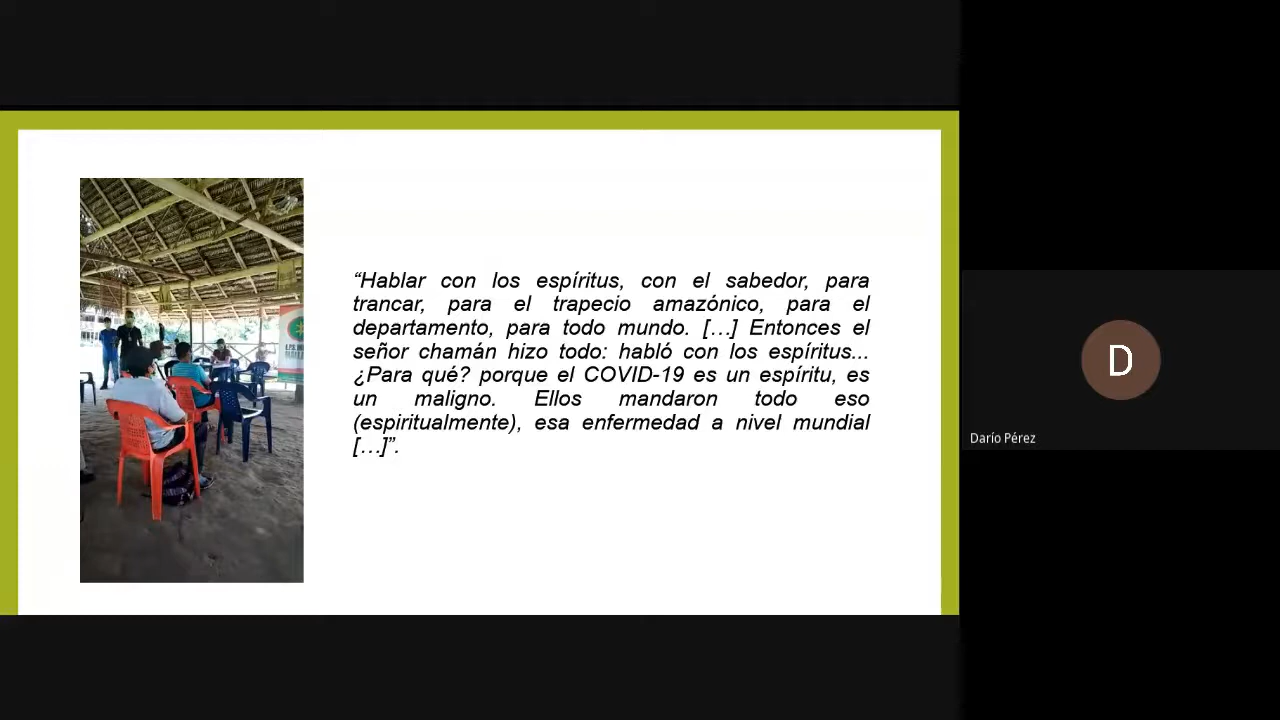 “Hablar con los espíritus, con el sabedor, para
trancar, para el trapecio amazónico, para el
departamento, para todo mundo. […] Entonces el
señor chamán hizo todo: habló con los espíritus...
¿Para qué? porque el COVID-19 es un espíritu, es
un maligno. Ellos mandaron todo eso
(espiritualmente), esa enfermedad a nivel mundial
[…]”.
D
Darío Pérez